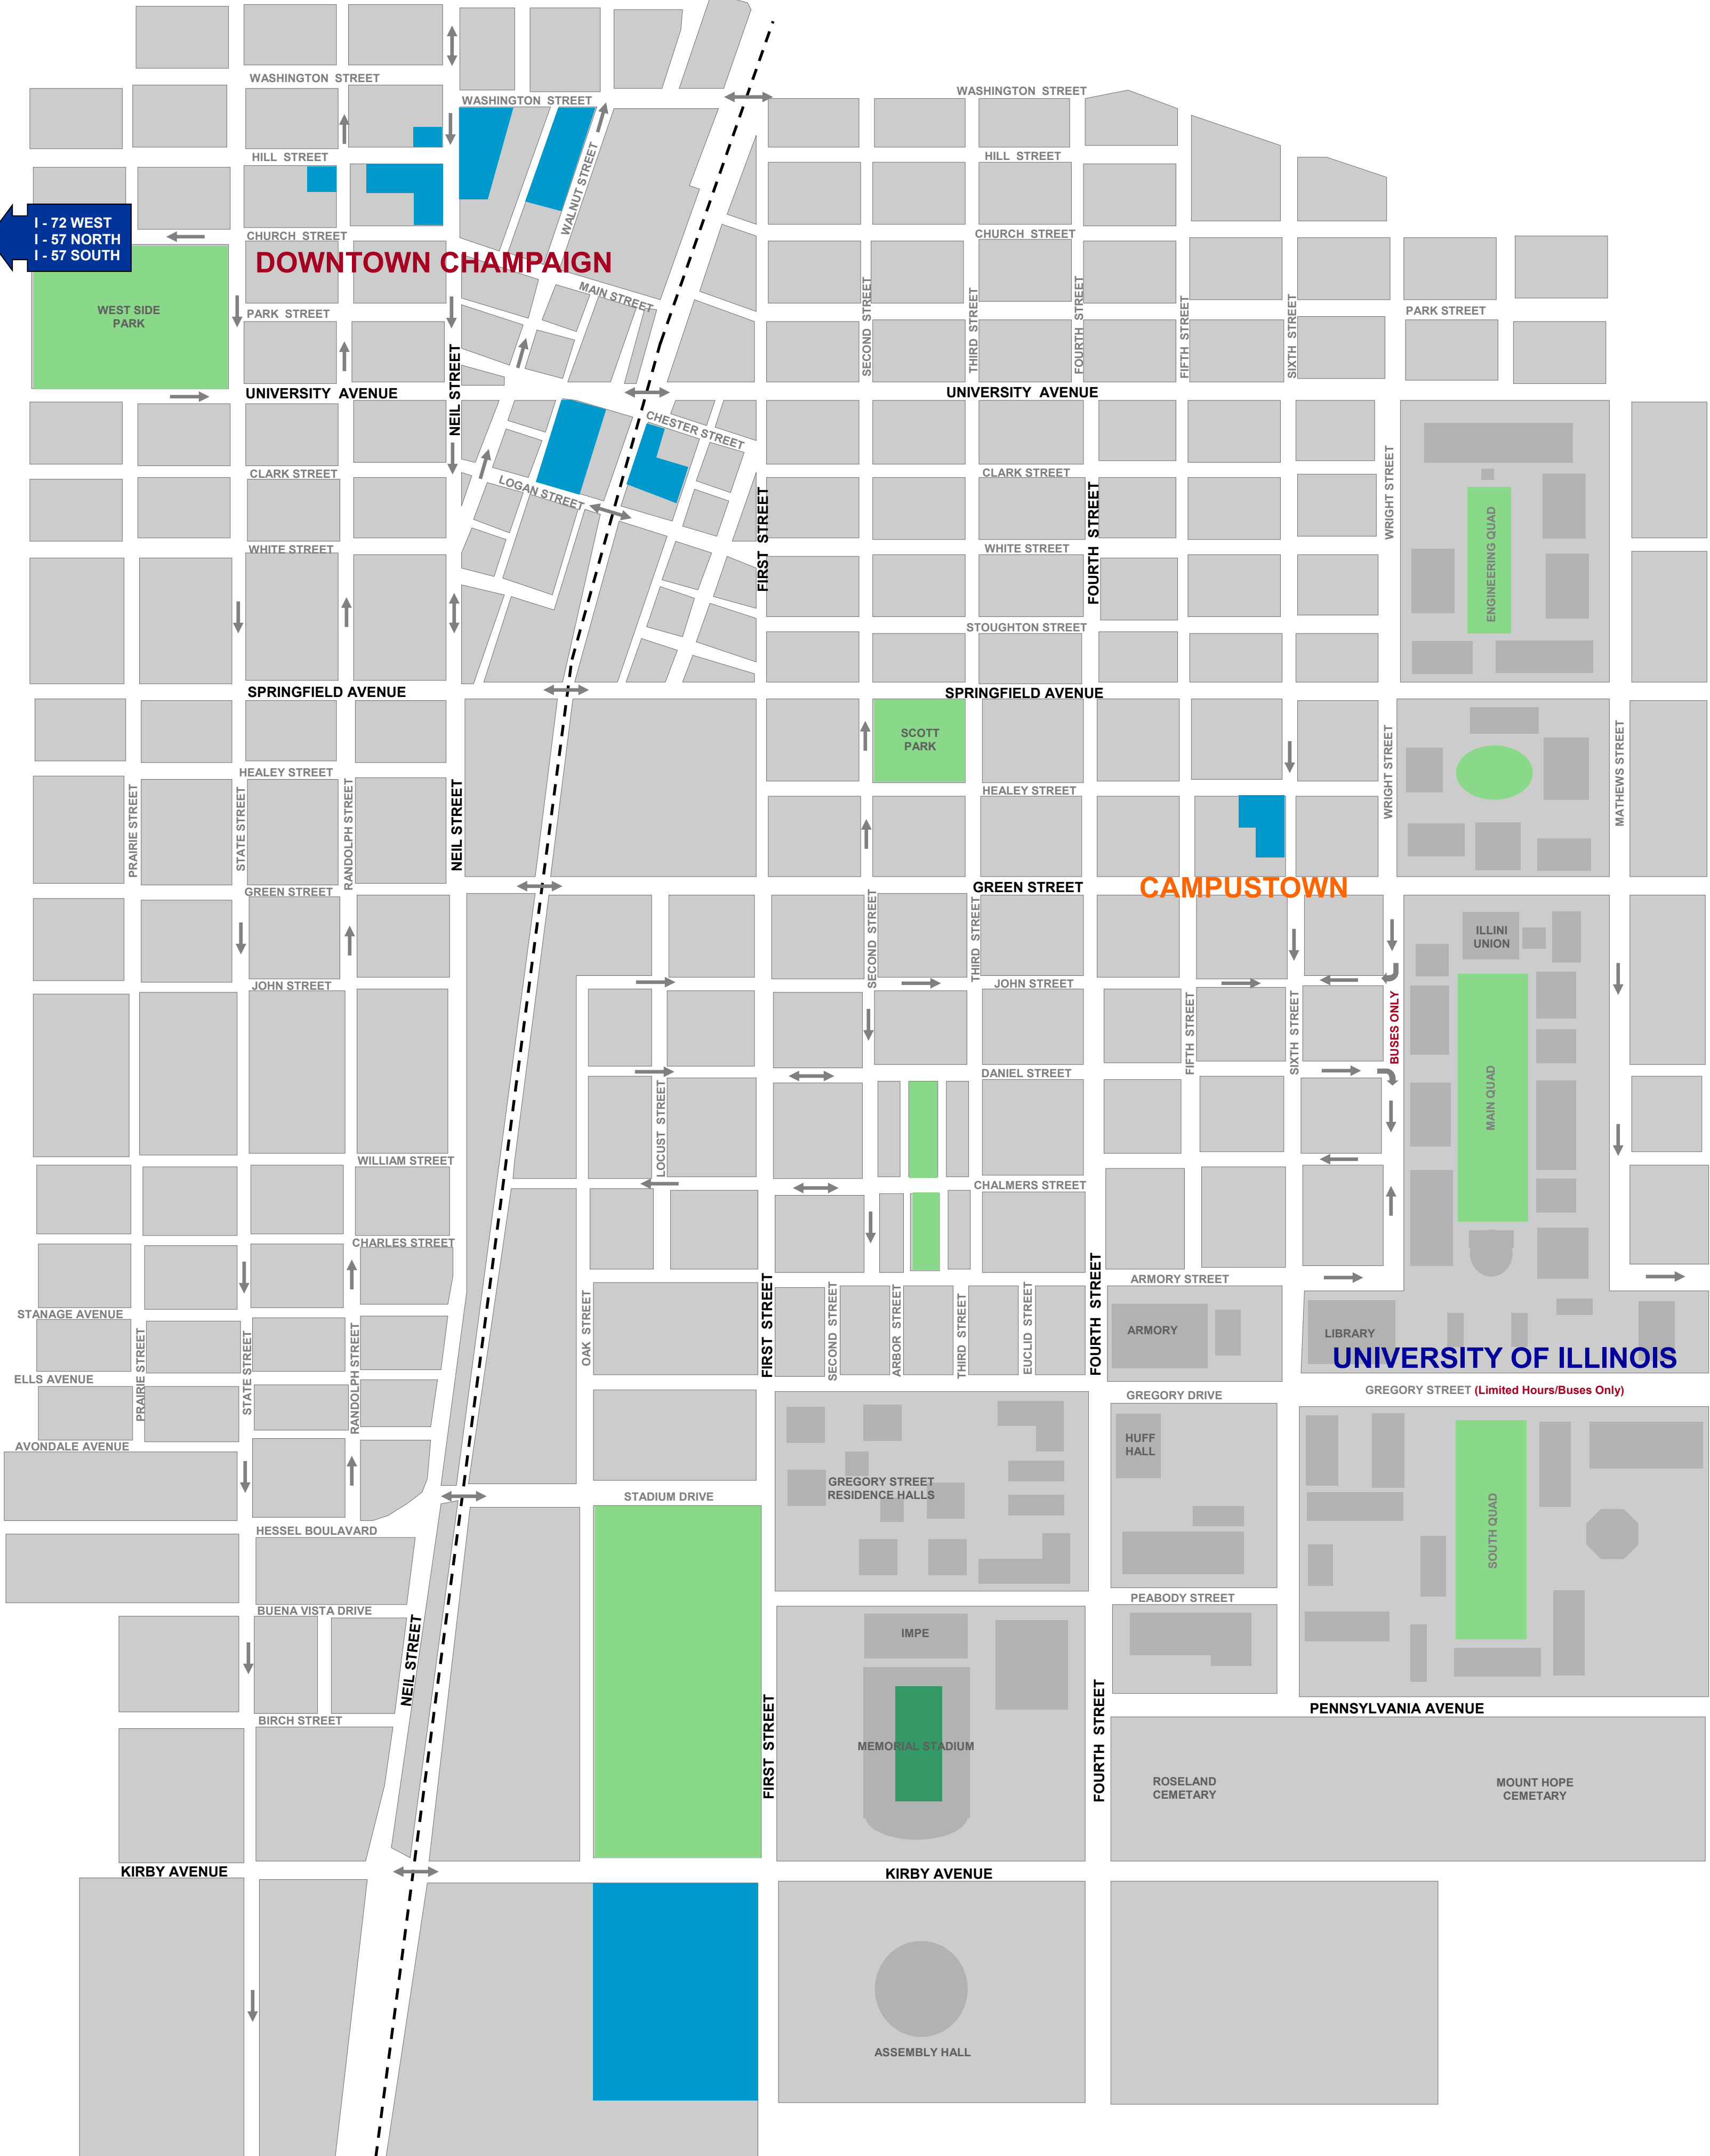 WASHINGTON STREET
WASHINGTON STREET
WASHINGTON STREET
HILL STREET
HILL STREET
WALNUT STREET
I - 72 WEST
I - 57 NORTH
I - 57 SOUTH
CHURCH STREET
CHURCH STREET
DOWNTOWN CHAMPAIGN
MAIN STREET
WEST SIDE
PARK
PARK STREET
PARK STREET
SECOND STREET
THIRD STREET
FOURTH STREET
FIFTH STREET
SIXTH STREET
NEIL STREET
UNIVERSITY AVENUE
UNIVERSITY AVENUE
CHESTER STREET
CLARK STREET
CLARK STREET
LOGAN STREET
FIRST STREET
FOURTH STREET
WRIGHT STREET
ENGINEERING QUAD
WHITE STREET
WHITE STREET
STOUGHTON STREET
SPRINGFIELD AVENUE
SPRINGFIELD AVENUE
SCOTT
PARK
HEALEY STREET
HEALEY STREET
PRAIRIE STREET
STATE STREET
RANDOLPH STREET
NEIL STREET
WRIGHT STREET
MATHEWS STREET
GREEN STREET
GREEN STREET
CAMPUSTOWN
SECOND STREET
THIRD STREET
ILLINI
UNION
JOHN STREET
JOHN STREET
FIFTH STREET
SIXTH STREET
BUSES ONLY
DANIEL STREET
LOCUST STREET
MAIN QUAD
WILLIAM STREET
CHALMERS STREET
CHARLES STREET
ARMORY STREET
STANAGE AVENUE
PRAIRIE STREET
STATE STREET
RANDOLPH STREET
OAK STREET
FIRST STREET
SECOND STREET
ARBOR STREET
THIRD STREET
EUCLID STREET
FOURTH STREET
ARMORY
LIBRARY
UNIVERSITY OF ILLINOIS
ELLS AVENUE
GREGORY DRIVE
GREGORY STREET (Limited Hours/Buses Only)
AVONDALE AVENUE
HUFF
HALL
GREGORY STREET
RESIDENCE HALLS
STADIUM DRIVE
SOUTH QUAD
HESSEL BOULAVARD
PEABODY STREET
BUENA VISTA DRIVE
NEIL STREET
IMPE
BIRCH STREET
FIRST STREET
FOURTH STREET
PENNSYLVANIA AVENUE
MEMORIAL STADIUM
ROSELAND
CEMETARY
MOUNT HOPE
CEMETARY
KIRBY AVENUE
KIRBY AVENUE
ASSEMBLY HALL